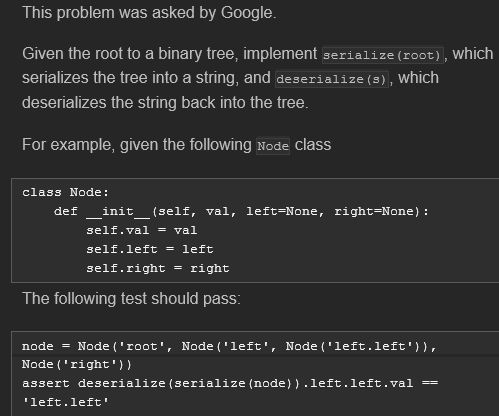 This problem was asked by Google.
Given the root to a binary tree, implement serialize(root), which
serializes the tree into a string, and deserialize(s), which
deserializes the string back into the tree.
For example, given the following Node class
class Node:
    def __init__(self, val, left=None, right=None):
        self.val = val
        self.left = left
        self.right = right
The following test should pass:
node = Node('root', Node('left', Node('left.left')),
Node('right'))
assert deserialize(serialize(node)).left.left.val ==
'left.left'